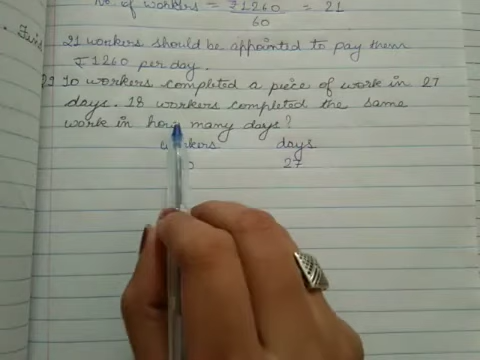 No. of workers = ₹1260 / 60 = 21
21 workers should be appointed to pay them
₹1260 per day.
29. 10 workers completed a piece of work in 27
days. 18 workers completed the same
work in how many days?
workers days
27